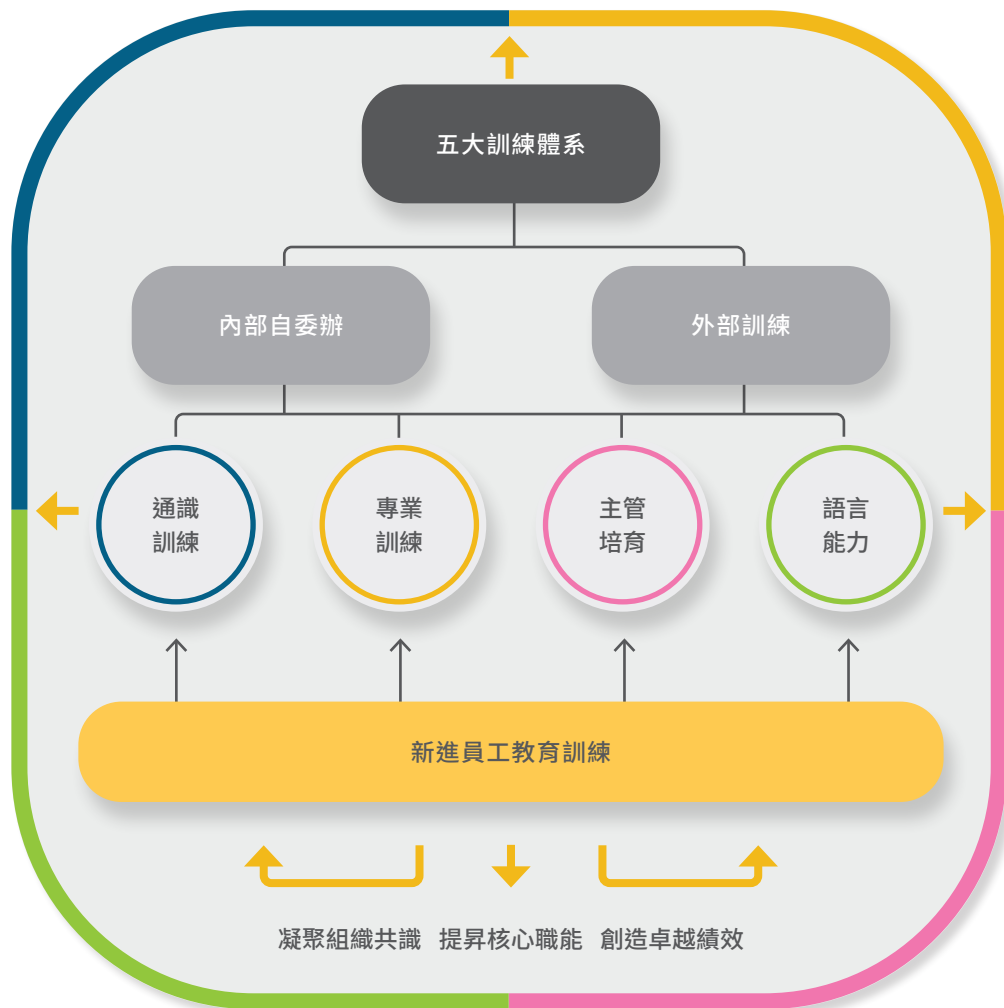 五大訓練體系
內部自委辦
外部訓練
通識
訓練
專業
訓練
主管
培育
語言
能力
新進員工教育訓練
凝聚組織共識 提昇核心職能 創造卓越績效